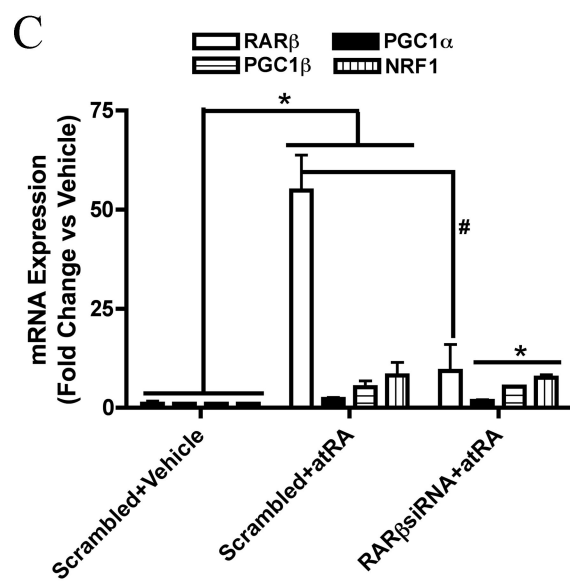 C
RARβ PGC1α
PGC1β NRF1
mRNA Expression
(Fold Change vs Vehicle)
75
50
25
0
*
#
*
Scrambled+Vehicle
Scrambled+atRA
RARβsiRNA+atRA